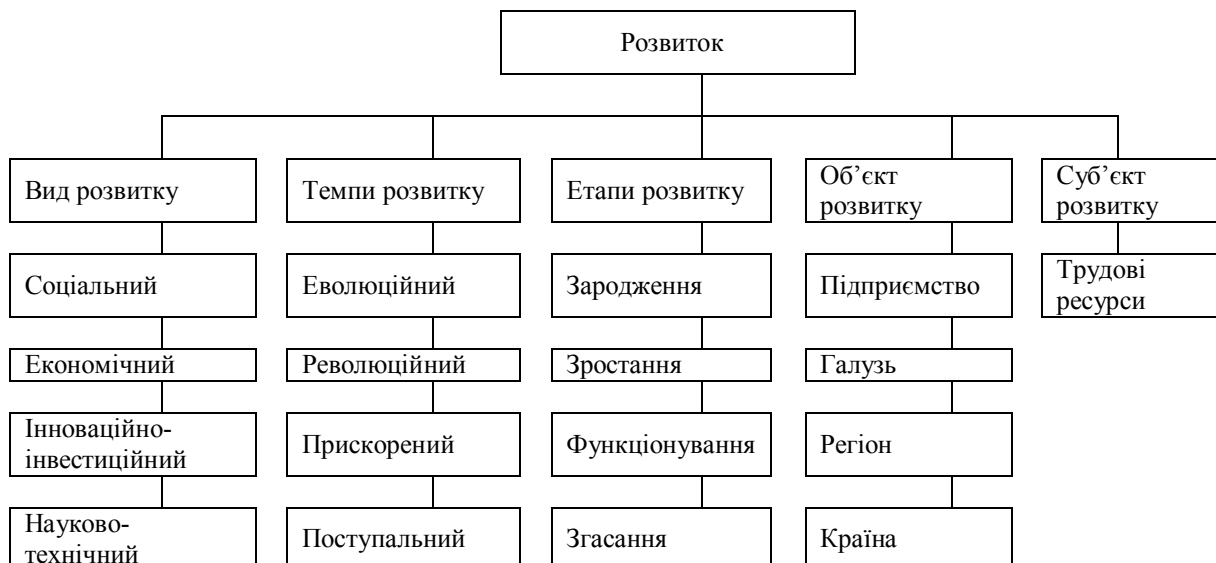 Розвиток
Вид розвитку
Темпи розвитку
Етапи розвитку
Об’єкт
розвитку
Суб’єкт
розвитку
Соціальний
Еволюційний
Зародження
Підприємство
Трудові
ресурси
Економічний
Революційний
Зростання
Галузь
Інноваційно-
інвестиційний
Прискорений
Функціонування
Регіон
Науково-
технічний
Поступальний
Згасання
Країна